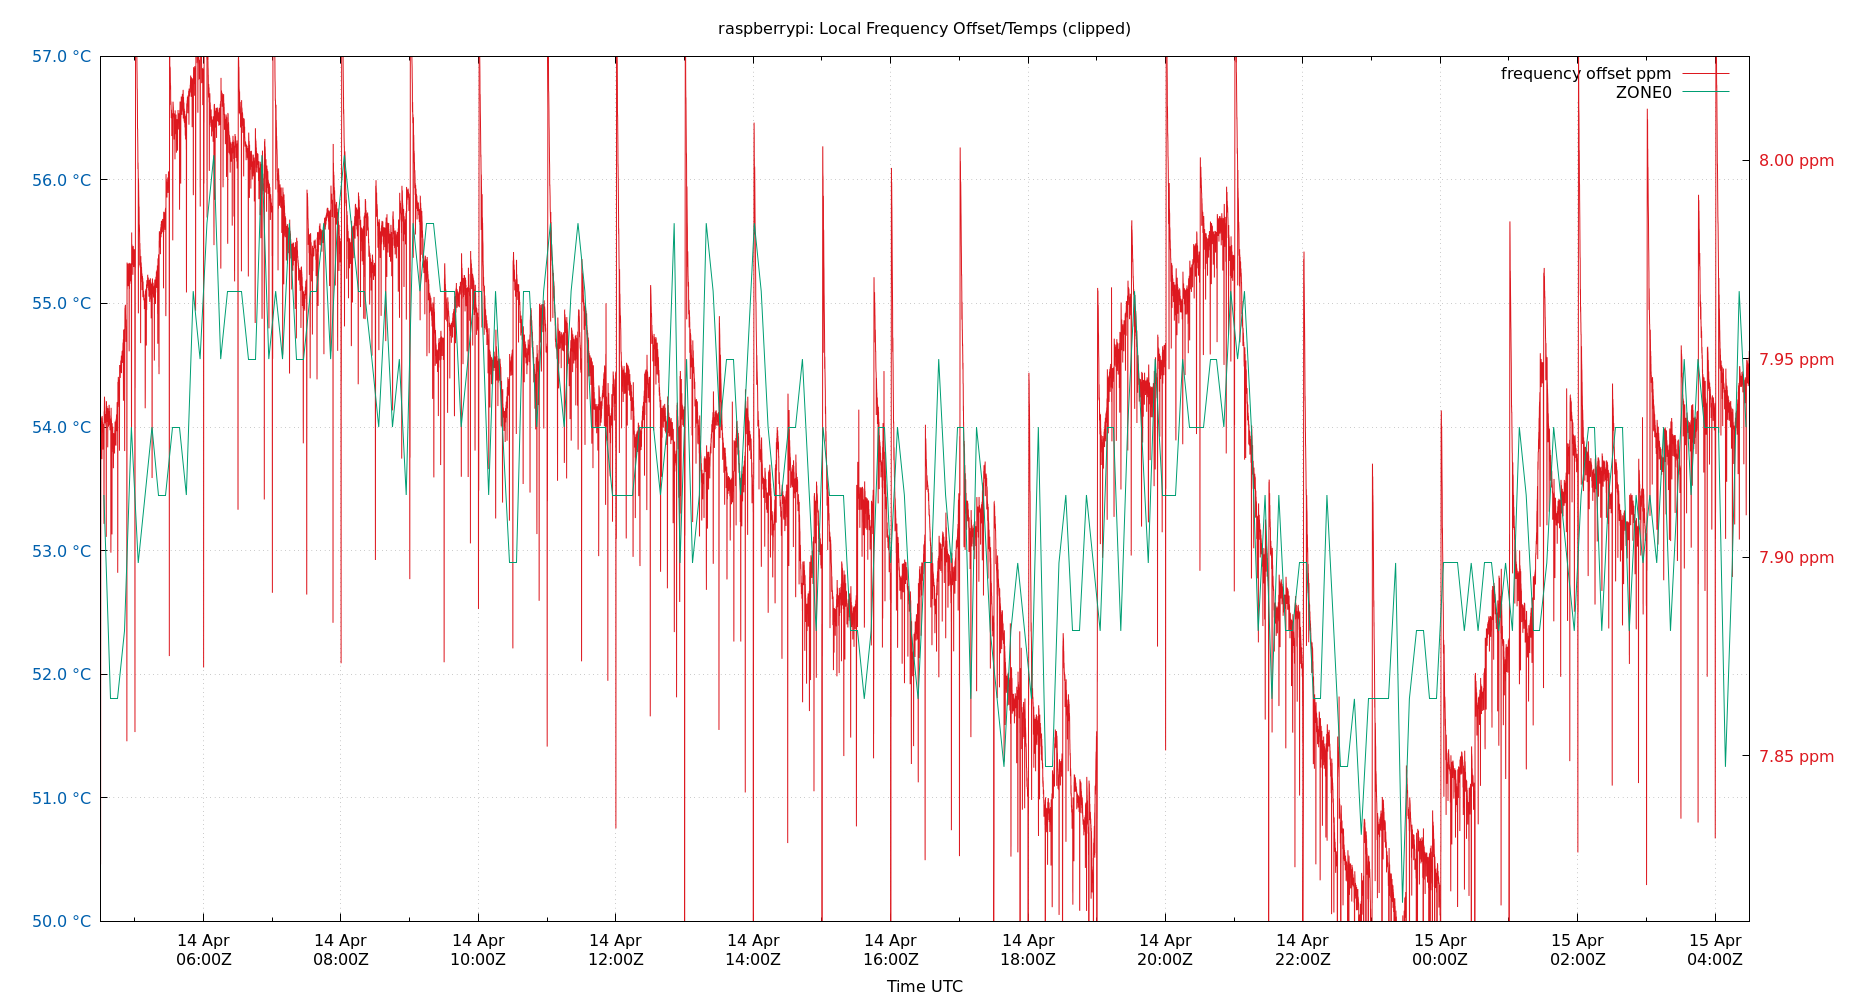 raspberrypi: Local Frequency Offset/Temps (clipped)
57.0 °C
56.0 °C
55.0 °C
54.0 °C
53.0 °C
52.0 °C
51.0 °C
50.0 °C
frequency offset ppm
ZONE0
8.00 ppm
7.95 ppm
7.90 ppm
7.85 ppm
14 Apr 14 Apr 14 Apr 14 Apr 14 Apr 14 Apr 14 Apr 14 Apr 14 Apr 15 Apr 15 Apr 15 Apr
06:00Z 08:00Z 10:00Z 12:00Z 14:00Z 16:00Z 18:00Z 20:00Z 22:00Z 00:00Z 02:00Z 04:00Z
Time UTC